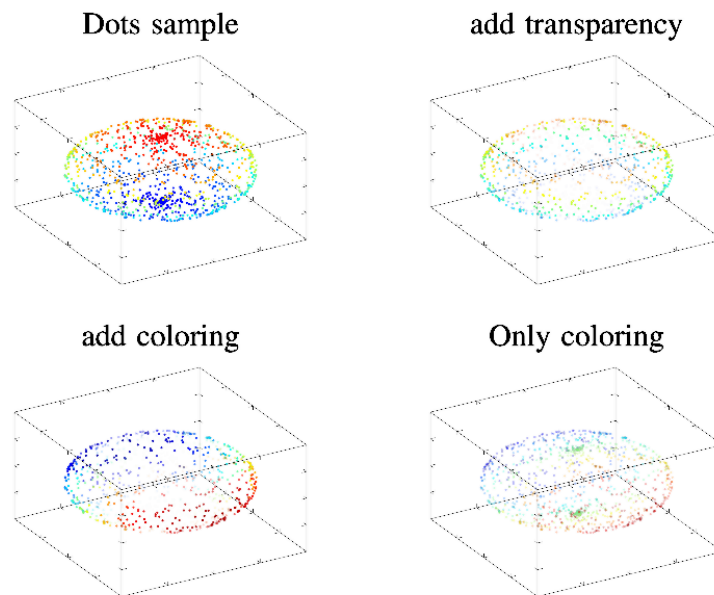 Dots sample
add transparency
add coloring
Only coloring